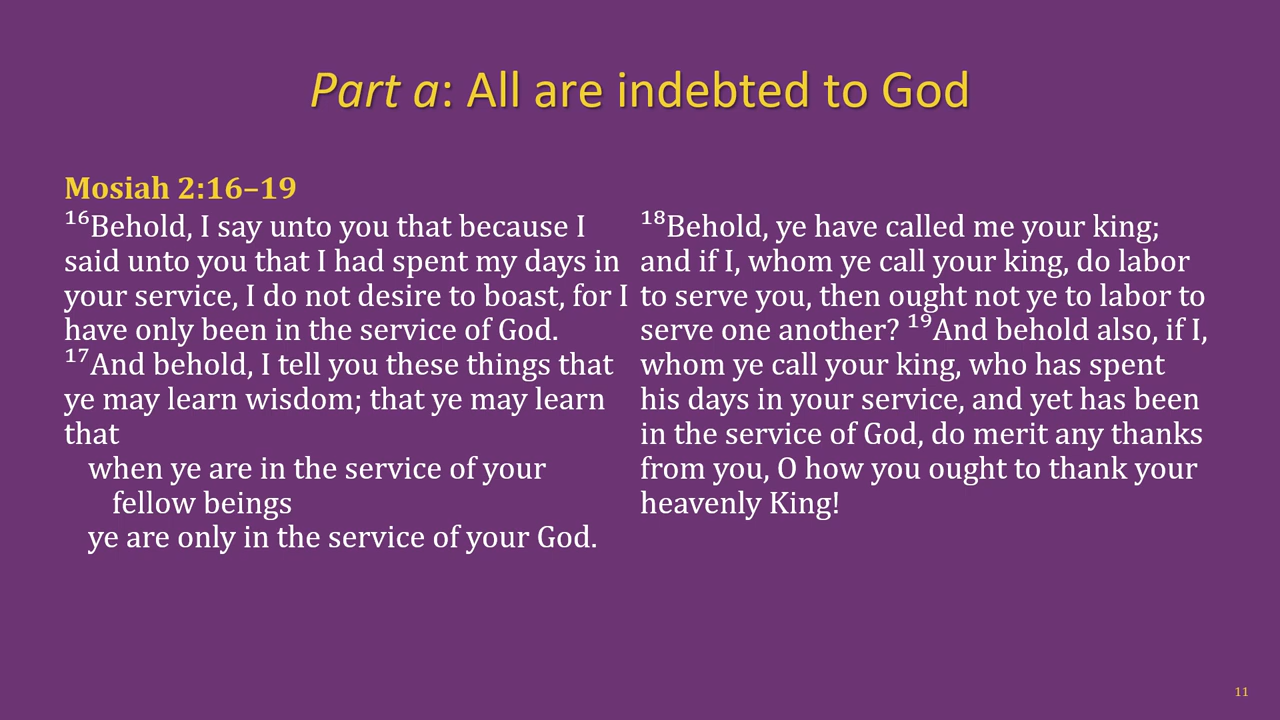 Part a: All are indebted to God
Mosiah 2:16–19
¹⁶Behold, I say unto you that because I
said unto you that I had spent my days in
your service, I do not desire to boast, for I
have only been in the service of God.
¹⁷And behold, I tell you these things that
ye may learn wisdom; that ye may learn
that
when ye are in the service of your
fellow beings
ye are only in the service of your God.
¹⁸Behold, ye have called me your king;
and if I, whom ye call your king, do labor
to serve you, then ought not ye to labor to
serve one another? ¹⁹And behold also, if I,
whom ye call your king, who has spent
his days in your service, and yet has been
in the service of God, do merit any thanks
from you, O how you ought to thank your
heavenly King!
11